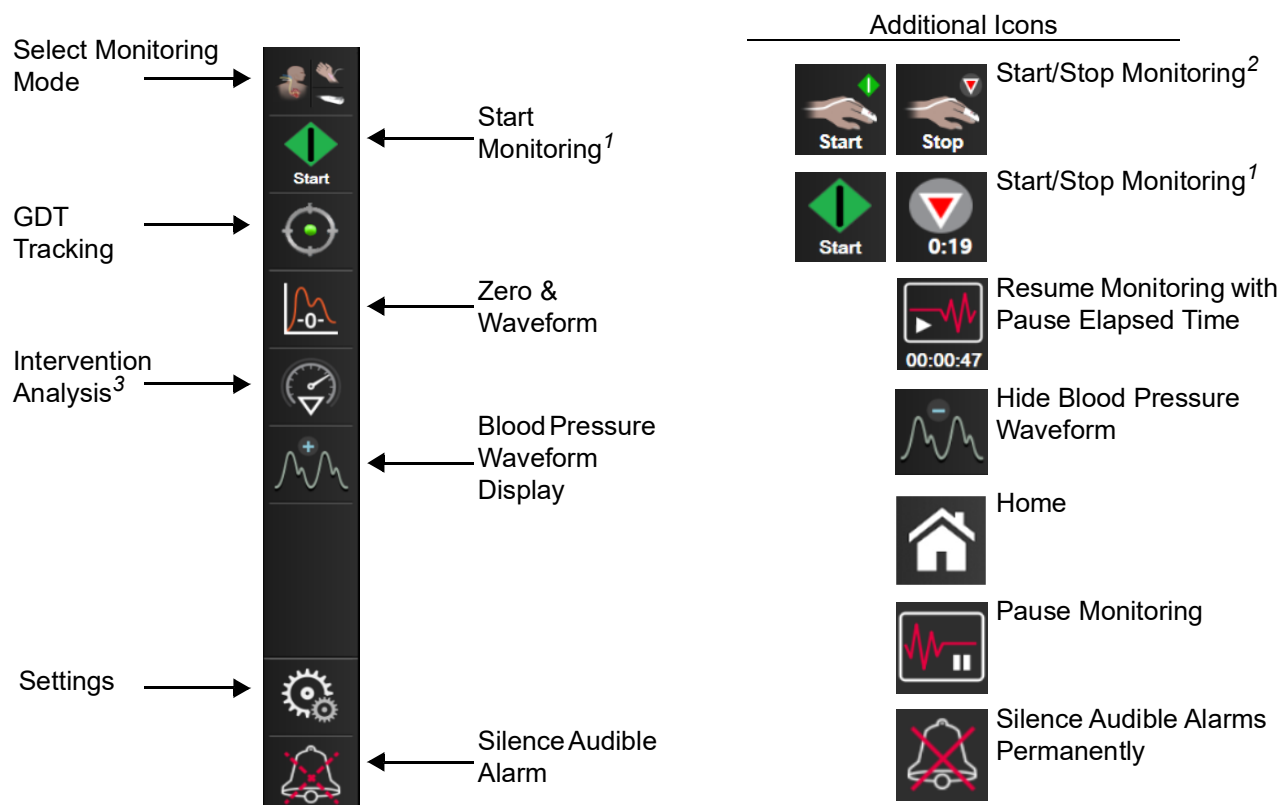 Select Monitoring
Mode
Start
Start
Monitoring1
GDT
Tracking
-0-
Zero &
Waveform
Intervention
Analysis3
Blood Pressure
Waveform
Display
Settings
Silence Audible
Alarm
Additional Icons
Start
Stop
Start/Stop Monitoring2
Start
0:19
Start/Stop Monitoring1
00:00:47
Resume Monitoring with
Pause Elapsed Time
Hide Blood Pressure
Waveform
Home
Pause Monitoring
Silence Audible Alarms
Permanently